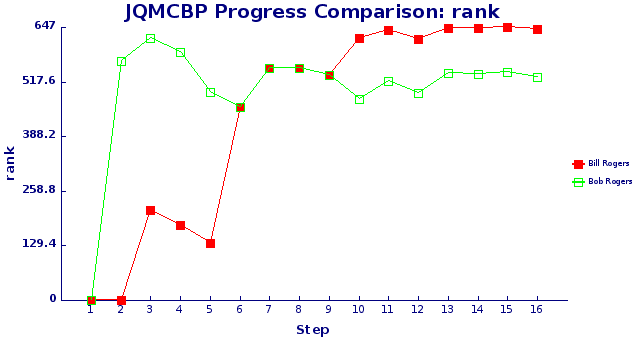 JQMCBP Progress Comparison: rank
647
517.6
388.2
258.8
129.4
0
rank
1 2 3 4 5 6 7 8 9 10 11 12 13 14 15 16
Step
Bill Rogers
Bob Rogers